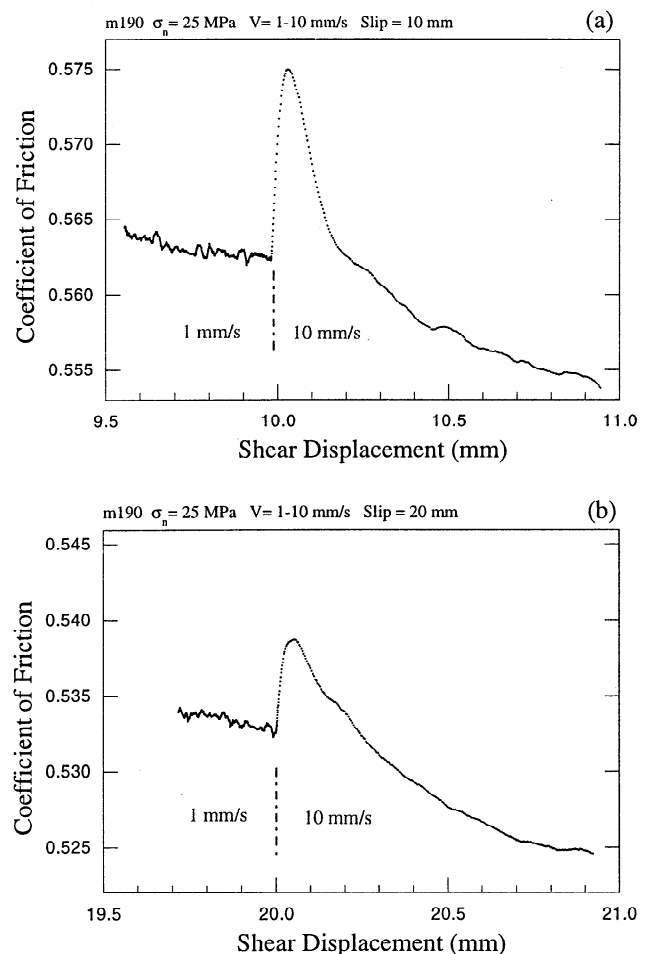 m190 σn = 25 MPa V= 1-10 mm/s Slip = 10 mm (a)
0.575
0.570
0.565
0.560
0.555
Coefficient of Friction
1 mm/s 10 mm/s
9.5 10.0 10.5 11.0
Shear Displacement (mm)
m190 σn = 25 MPa V= 1-10 mm/s Slip = 20 mm (b)
0.545
0.540
0.535
0.530
0.525
Coefficient of Friction
1 mm/s 10 mm/s
19.5 20.0 20.5 21.0
Shear Displacement (mm)